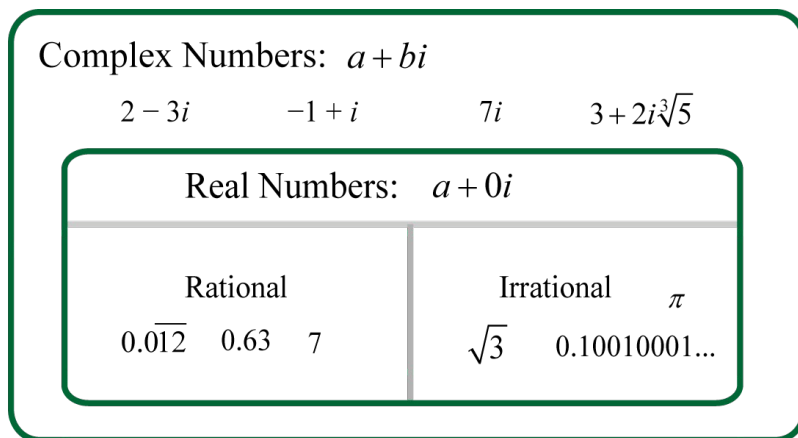 Complex Numbers: a + bi
2 − 3i −1 + i 7i 3 + 2i∛5
Real Numbers: a + 0i
Rational
0.01̅2̅ 0.63 7
Irrational π
√3 0.10010001...